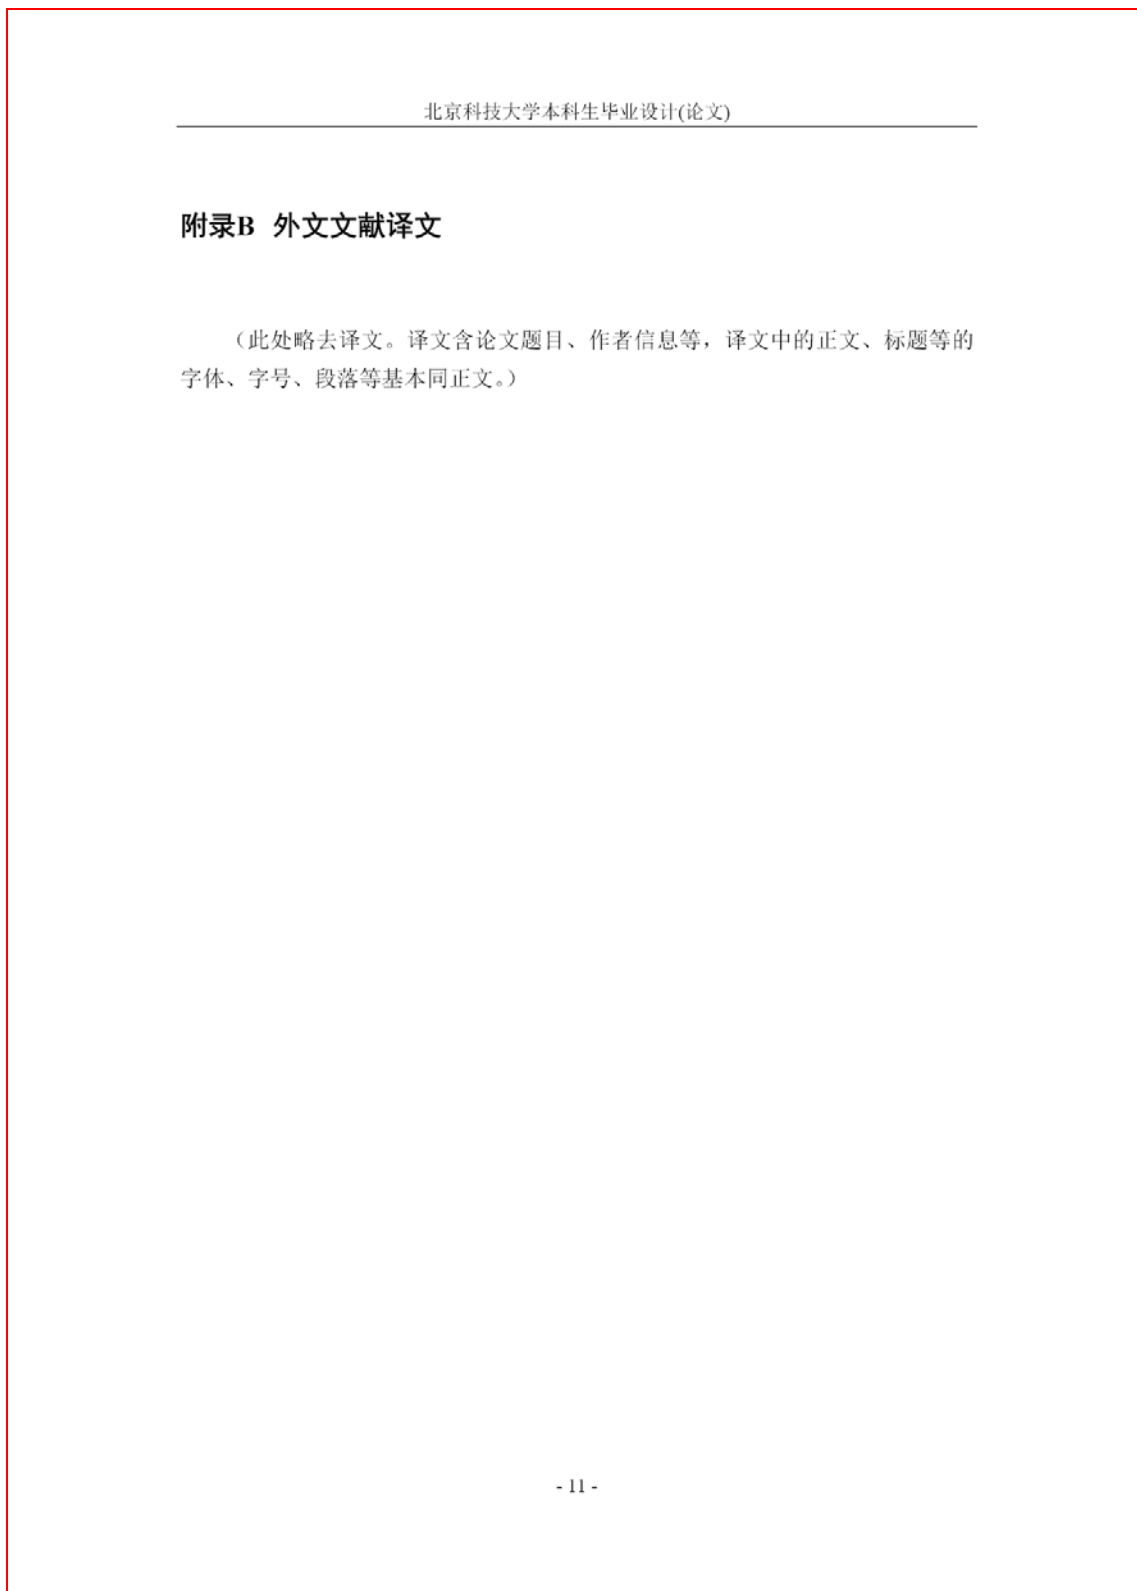 北京科技大学本科生毕业设计(论文)
附录B 外文文献译文
（此处略去译文。译文含论文题目、作者信息等，译文中的正文、标题等的
字体、字号、段落等基本同正文。）
- 11 -